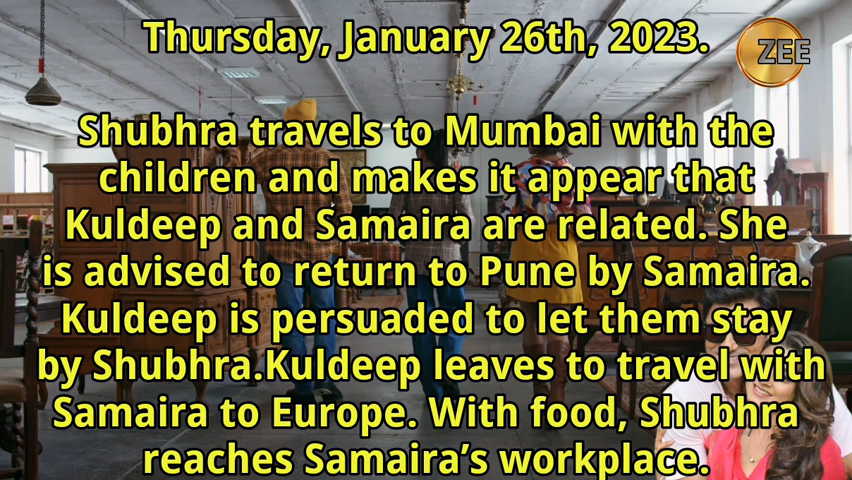 Thursday, January 26th, 2023.
ZEE
Shubhra travels to Mumbai with the
children and makes it appear that
Kuldeep and Samaira are related. She
is advised to return to Pune by Samaira.
Kuldeep is persuaded to let them stay
by Shubhra.Kuldeep leaves to travel with
Samaira to Europe. With food, Shubhra
reaches Samaira’s workplace.